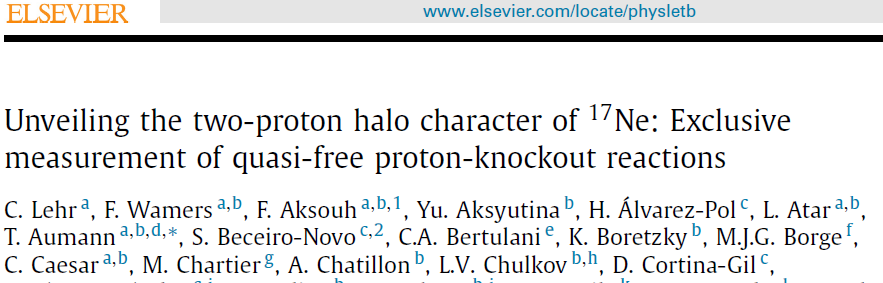 ELSEVIER
www.elsevier.com/locate/physletb
Unveiling the two-proton halo character of ¹⁷Ne: Exclusive
measurement of quasi-free proton-knockout reactions
C. Lehr ᵃ, F. Wamers ᵃ,ᵇ, F. Aksouh ᵃ,ᵇ,¹, Yu. Aksyutina ᵇ, H. Álvarez-Pol ᶜ, L. Atar ᵃ,ᵇ,
T. Aumann ᵃ,ᵇ,ᵈ,*, S. Beceiro-Novo ᶜ,², C.A. Bertulani ᵉ, K. Boretzky ᵇ, M.J.G. Borge ᶠ,
C. Caesar ᵃ,ᵇ, M. Chartier ᵍ, A. Chatillon ᵇ, L.V. Chulkov ᵇ,ʰ, D. Cortina-Gil ᶜ,